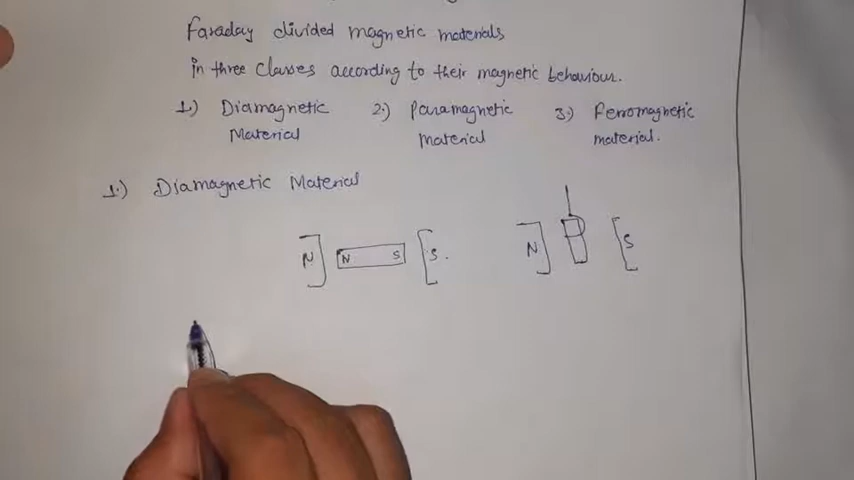 Faraday divided magnetic materials
in three classes according to their magnetic behaviour.
1.) Diamagnetic 2.) Paramagnetic 3.) Ferromagnetic
Material material material.
1.) Diamagnetic Material
N N S S. N S